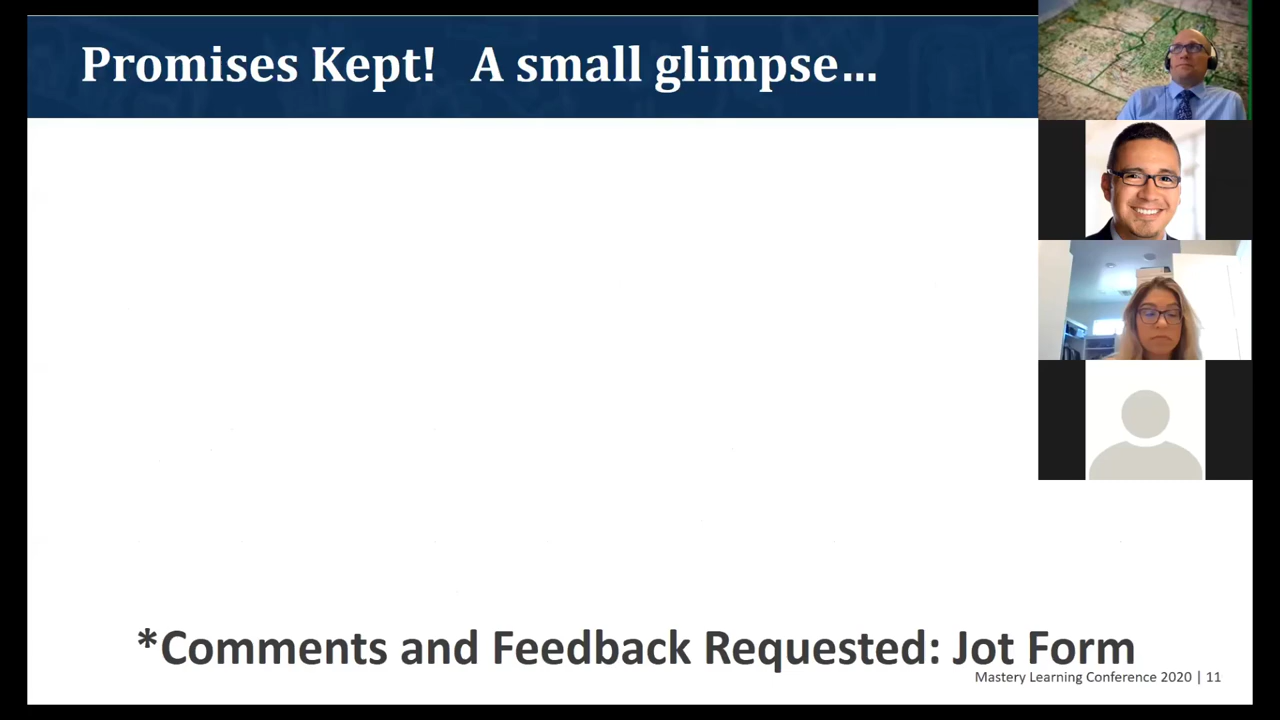 Promises Kept!   A small glimpse…
*Comments and Feedback Requested: Jot Form
Mastery Learning Conference 2020 | 11